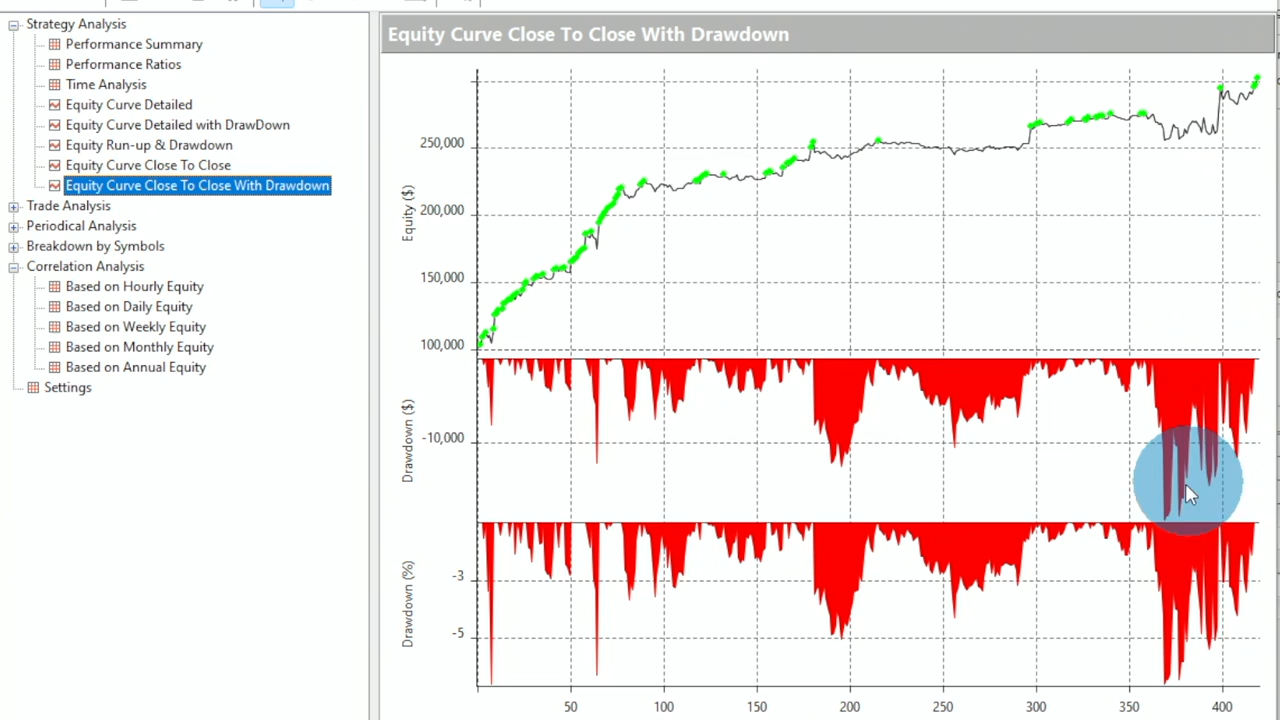 Strategy Analysis
Performance Summary
Performance Ratios
Time Analysis
Equity Curve Detailed
Equity Curve Detailed with DrawDown
Equity Run-up & Drawdown
Equity Curve Close To Close
Equity Curve Close To Close With Drawdown
Trade Analysis
Periodical Analysis
Breakdown by Symbols
Correlation Analysis
Based on Hourly Equity
Based on Daily Equity
Based on Weekly Equity
Based on Monthly Equity
Based on Annual Equity
Settings
Equity Curve Close To Close With Drawdown
Equity ($)
250,000
200,000
150,000
100,000
Drawdown ($)
-10,000
Drawdown (%)
-3
-5
50 100 150 200 250 300 350 400